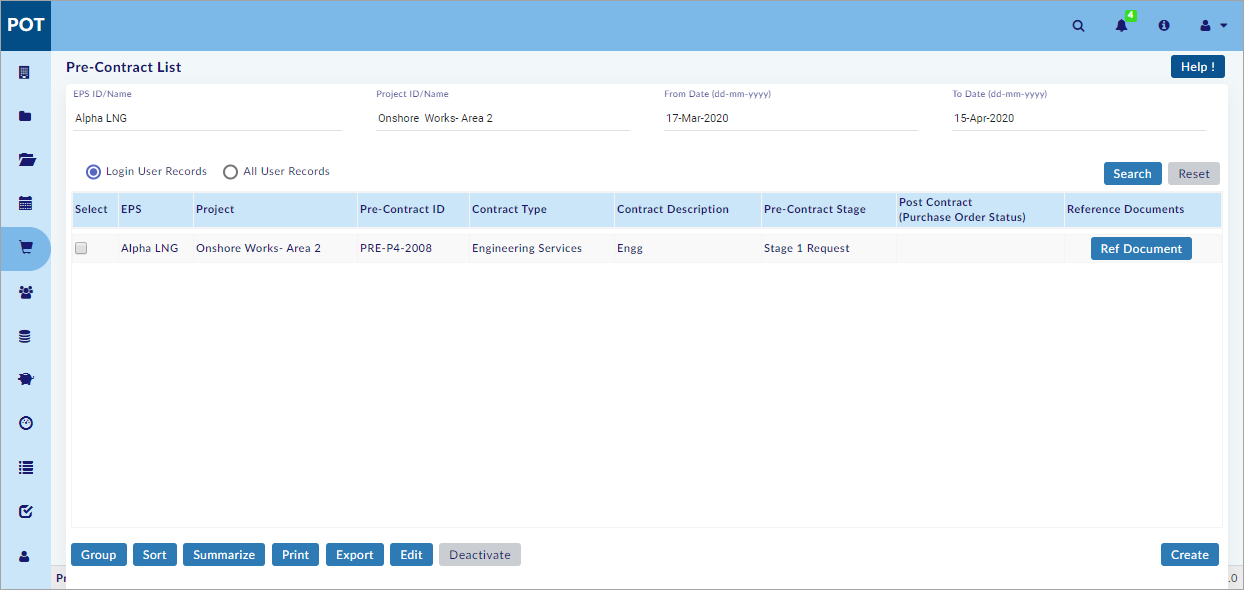 POT
4
Pre-Contract List
Help !
EPS ID/Name
Project ID/Name
From Date (dd-mm-yyyy)
To Date (dd-mm-yyyy)
Alpha LNG
Onshore Works- Area 2
17-Mar-2020
15-Apr-2020
Login User Records
All User Records
Search
Reset
Select
EPS
Project
Pre-Contract ID
Contract Type
Contract Description
Pre-Contract Stage
Post Contract
(Purchase Order Status)
Reference Documents
Alpha LNG
Onshore Works- Area 2
PRE-P4-2008
Engineering Services
Engg
Stage 1 Request
Ref Document
Group
Sort
Summarize
Print
Export
Edit
Deactivate
Create